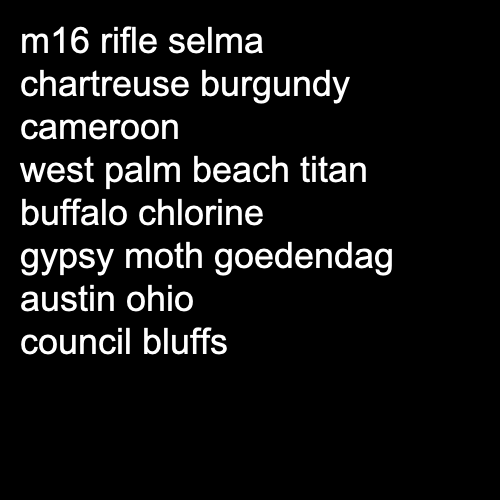 m16 rifle selma
chartreuse burgundy
cameroon
west palm beach titan
buffalo chlorine
gypsy moth goedendag
austin ohio
council bluffs